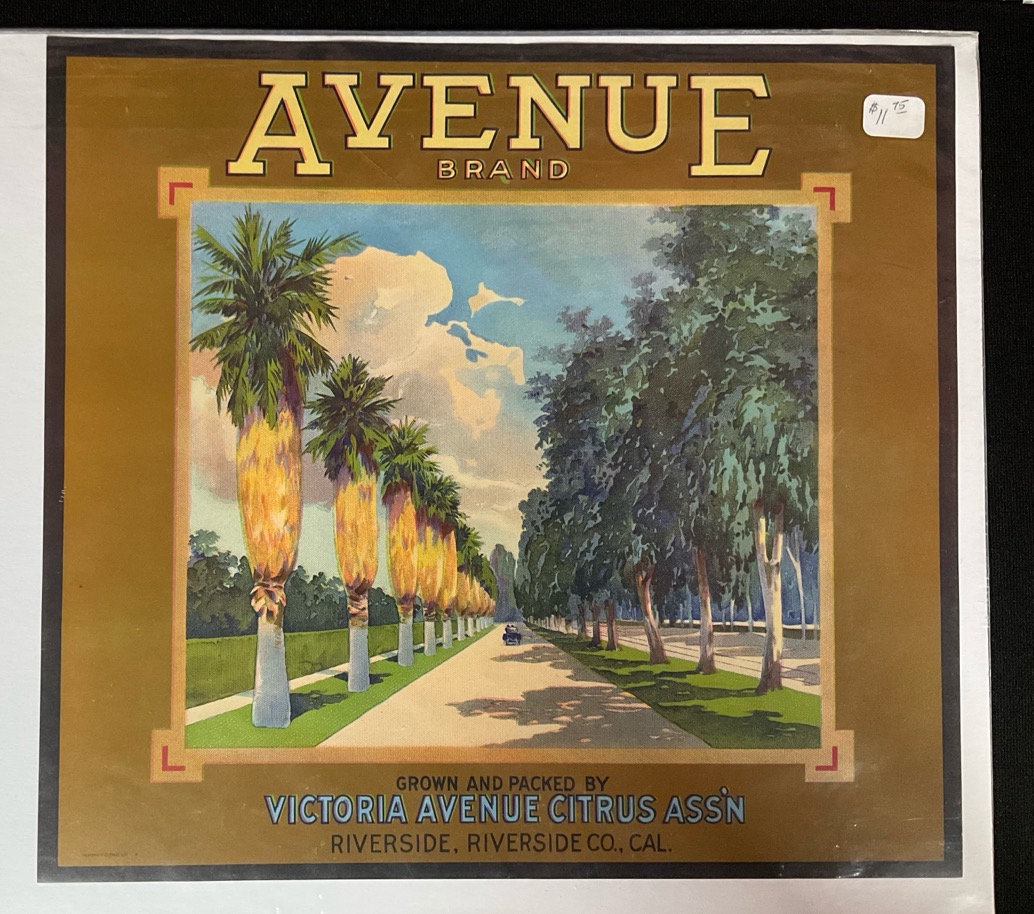 AVENUE
BRAND
$11 75
GROWN AND PACKED BY
VICTORIA AVENUE CITRUS ASS'N
RIVERSIDE, RIVERSIDE CO., CAL.